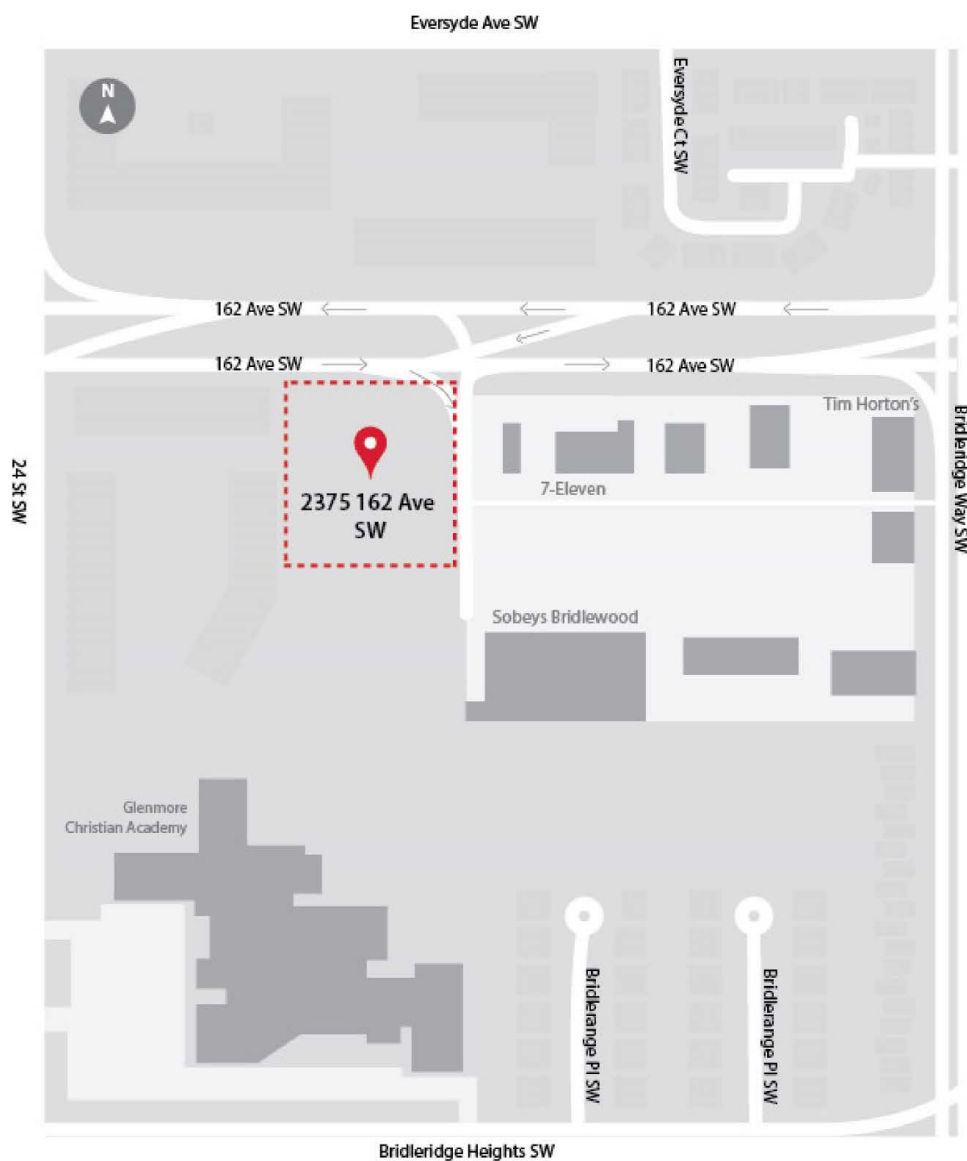 Eversyde Ave SW
N
Eversyde Ct SW
162 Ave SW
162 Ave SW
162 Ave SW
162 Ave SW
Tim Horton's
24 St SW
2375 162 Ave
SW
7-Eleven
Bridleridge Way SW
Sobeys Bridlewood
Glenmore
Christian Academy
Bridlerange Pl SW
Bridlerange Pl SW
Bridleridge Heights SW